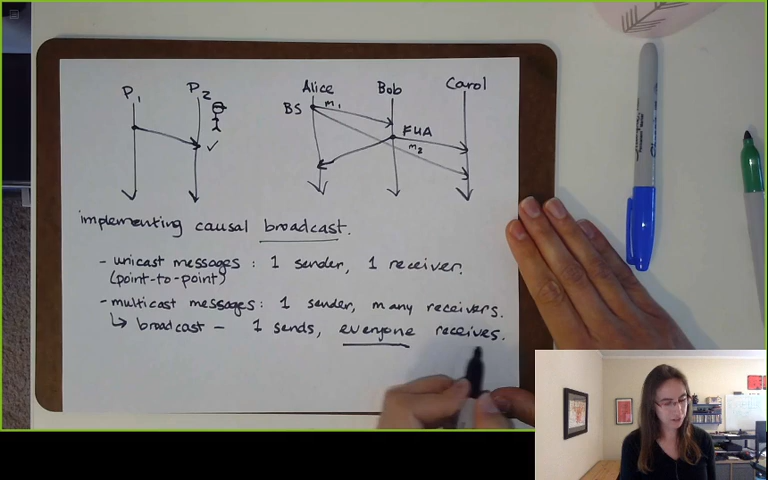 P1 P2
Alice Bob Carol
BS m1
FUA
m2
implementing causal broadcast.
- unicast messages : 1 sender, 1 receiver.
(point-to-point)
- multicast messages: 1 sender, many receivers.
↳ broadcast - 1 sends, everyone receives.